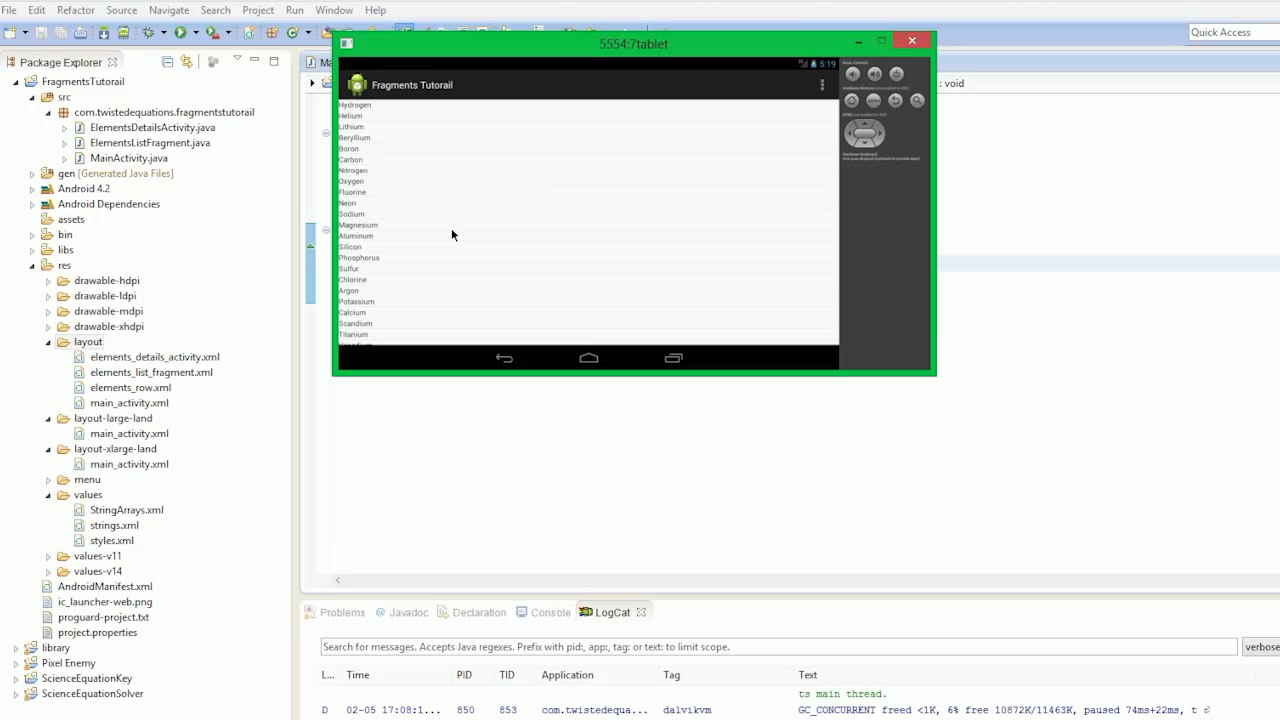 File Edit Refactor Source Navigate Search Project Run Window Help
Quick Access
Package Explorer
FragmentsTutorial
src
com.twistedequations.fragmentstutorail
ElementsDetailsActivity.java
ElementsListFragment.java
MainActivity.java
gen [Generated Java Files]
Android 4.2
Android Dependencies
assets
bin
libs
res
drawable-hdpi
drawable-ldpi
drawable-mdpi
drawable-xhdpi
layout
elements_details_activity.xml
elements_list_fragment.xml
elements_row.xml
main_activity.xml
layout-large-land
main_activity.xml
layout-xlarge-land
main_activity.xml
menu
values
StringArrays.xml
strings.xml
styles.xml
values-v11
values-v14
AndroidManifest.xml
ic_launcher-web.png
proguard-project.txt
project.properties
library
Pixel Enemy
ScienceEquationKey
ScienceEquationSolver
5554:7tablet
5:19
Fragments Tutorail
Hydrogen
Helium
Lithium
Beryllium
Boron
Carbon
Nitrogen
Oxygen
Fluorine
Neon
Sodium
Magnesium
Aluminum
Silicon
Phosphorus
Sulfur
Chlorine
Argon
Potassium
Calcium
Scandium
Titanium
: void
Problems Javadoc Declaration Console LogCat
Search for messages. Accepts Java regexes. Prefix with pid:, app:, tag: or text: to limit scope.
verbose
L... Time PID TID Application Tag Text
ts main thread.
D 02-05 17:08:1... 850 853 com.twistedequa... dalvikvm GC_CONCURRENT freed <1K, 6% free 10872K/11463K, paused 74ms+22ms, t